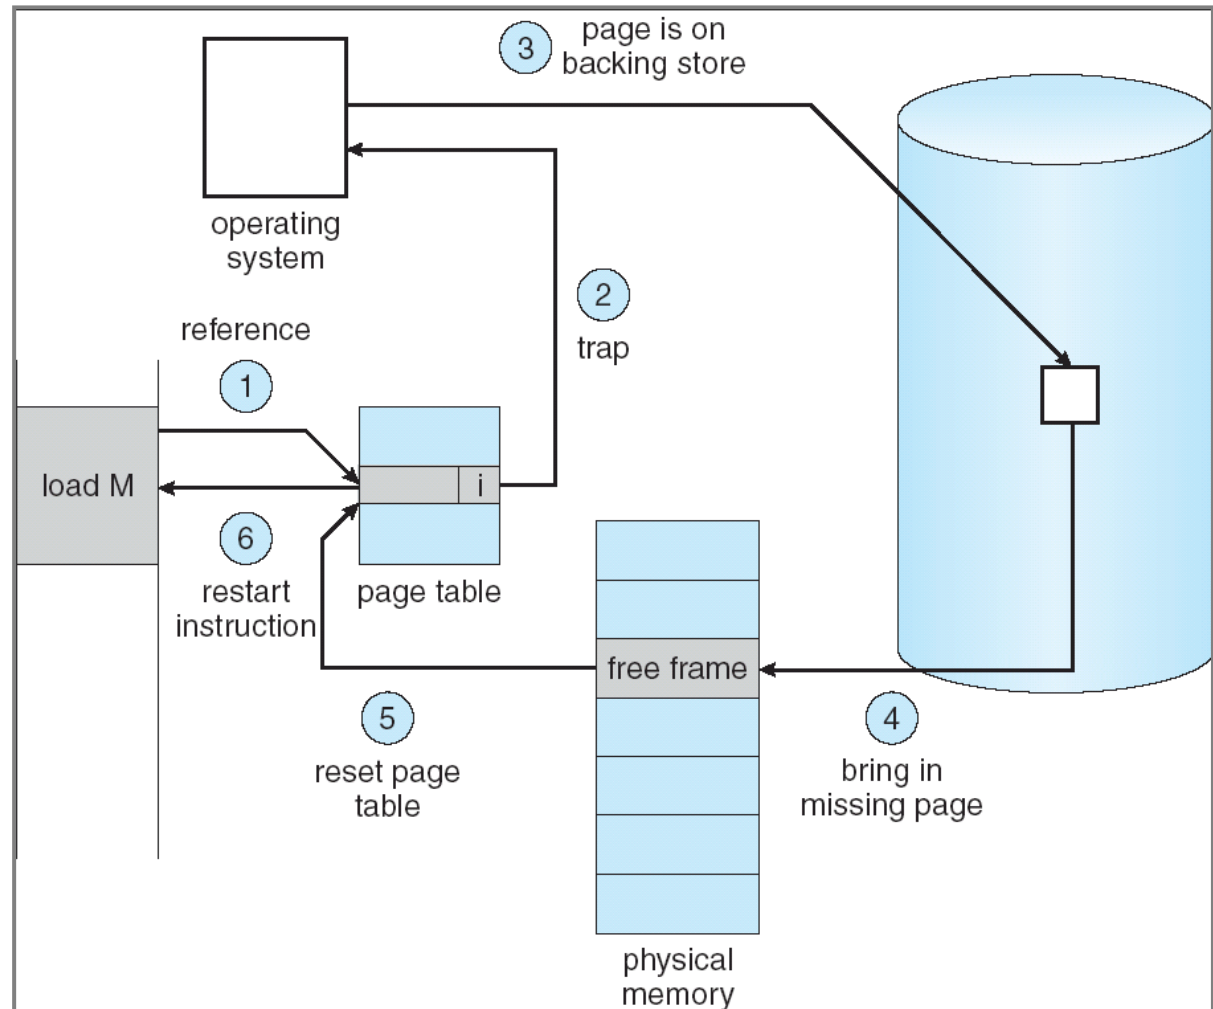 3
page is on
backing store
operating
system
2
trap
reference
1
load M
i
6
restart
instruction
page table
free frame
5
reset page
table
4
bring in
missing page
physical
memory